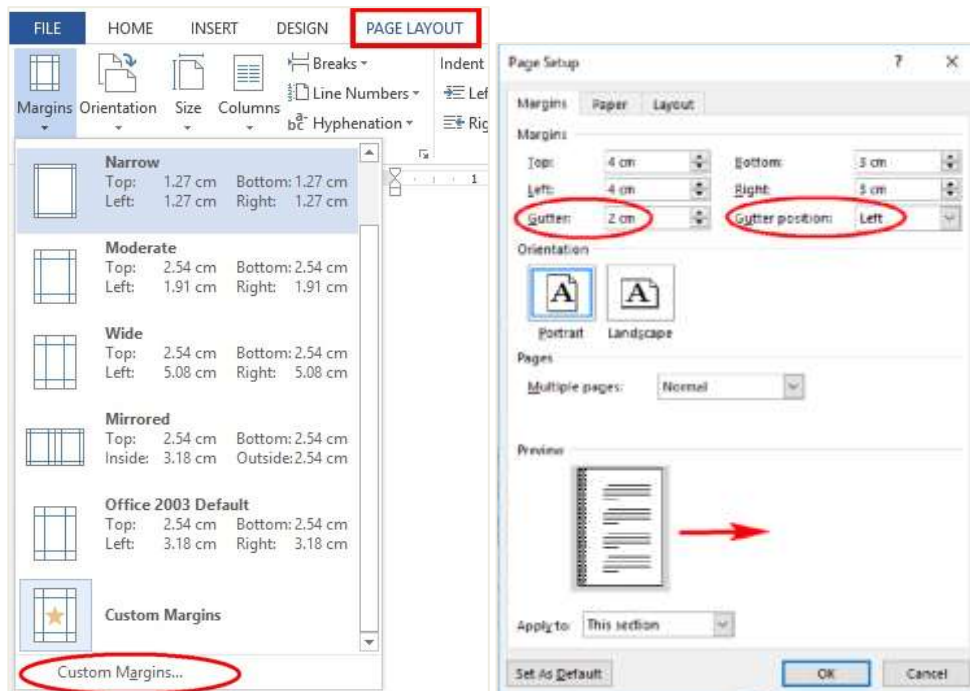 FILE HOME INSERT DESIGN PAGE LAYOUT
Margins Orientation Size Columns
Breaks
Line Numbers
bc Hyphenation
Indent
Lef
Rig
Narrow
Top: 1.27 cm Bottom: 1.27 cm
Left: 1.27 cm Right: 1.27 cm
Moderate
Top: 2.54 cm Bottom: 2.54 cm
Left: 1.91 cm Right: 1.91 cm
Wide
Top: 2.54 cm Bottom: 2.54 cm
Left: 5.08 cm Right: 5.08 cm
Mirrored
Top: 2.54 cm Bottom: 2.54 cm
Inside: 3.18 cm Outside: 2.54 cm
Office 2003 Default
Top: 2.54 cm Bottom: 2.54 cm
Left: 3.18 cm Right: 3.18 cm
Custom Margins
Custom Margins...
1
Page Setup ? ×
Margins Paper Layout
Margins
Top: 4 cm Bottom: 3 cm
Left: 4 cm Right: 3 cm
Gutter: 2 cm Gutter position: Left
Orientation
A A
Portrait Landscape
Pages
Multiple pages: Normal
Preview
Apply to: This section
Set As Default OK Cancel